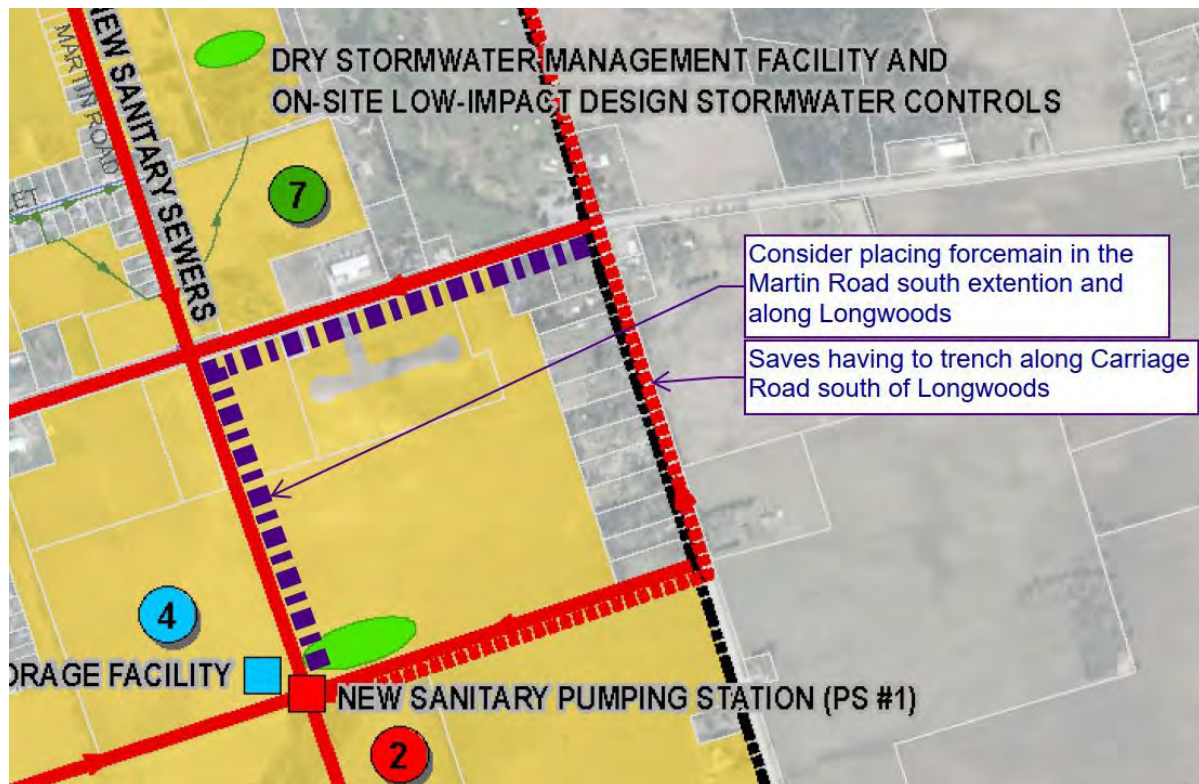 NEW SANITARY SEWERS
MARTIN ROAD
DRY STORMWATER MANAGEMENT FACILITY AND
ON-SITE LOW-IMPACT DESIGN STORMWATER CONTROLS
7
Consider placing forcemain in the
Martin Road south extention and
along Longwoods
Saves having to trench along Carriage
Road south of Longwoods
4
ORAGE FACILITY
NEW SANITARY PUMPING STATION (PS #1)
2